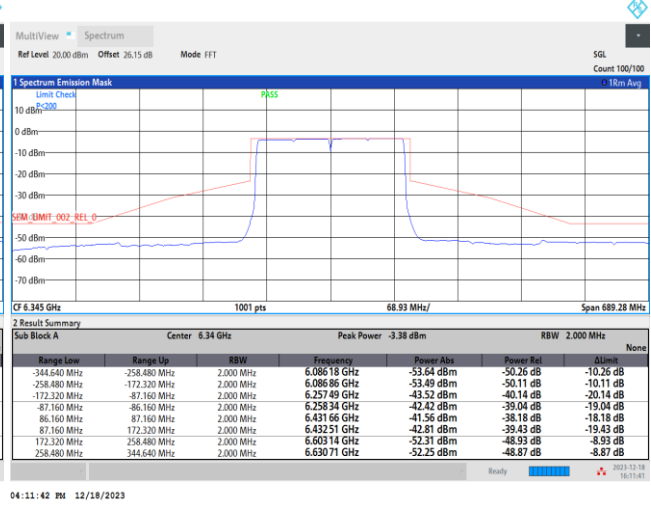 MultiView Spectrum
Ref Level 20.00 dBm Offset 26.15 dB Mode FFT SGL
Count 100/100
1 Spectrum Emission Mask 1Rm Avg
Limit Check PASS
P<200
10 dBm
0 dBm
-10 dBm
-20 dBm
-30 dBm
SEM_LIMIT_002_REL_0
-50 dBm
-60 dBm
-70 dBm
CF 6.345 GHz 1001 pts 68.93 MHz/ Span 689.28 MHz
2 Result Summary
Sub Block A Center 6.34 GHz Peak Power -3.38 dBm RBW 2.000 MHz
None
Range Low Range Up RBW Frequency Power Abs Power Rel ΔLimit
-344.640 MHz -258.480 MHz 2.000 MHz 6.086 18 GHz -53.64 dBm -50.26 dB -10.26 dB
-258.480 MHz -172.320 MHz 2.000 MHz 6.086 86 GHz -53.49 dBm -50.11 dB -10.11 dB
-172.320 MHz -87.160 MHz 2.000 MHz 6.257 49 GHz -43.52 dBm -40.14 dB -20.14 dB
-87.160 MHz -86.160 MHz 2.000 MHz 6.258 34 GHz -42.42 dBm -39.04 dB -19.04 dB
86.160 MHz 87.160 MHz 2.000 MHz 6.431 66 GHz -41.56 dBm -38.18 dB -18.18 dB
87.160 MHz 172.320 MHz 2.000 MHz 6.432 51 GHz -42.81 dBm -39.43 dB -19.43 dB
172.320 MHz 258.480 MHz 2.000 MHz 6.603 14 GHz -52.31 dBm -48.93 dB -8.93 dB
258.480 MHz 344.640 MHz 2.000 MHz 6.630 71 GHz -52.25 dBm -48.87 dB -8.87 dB
Ready 2023-12-18
16:11:41
04:11:42 PM 12/18/2023